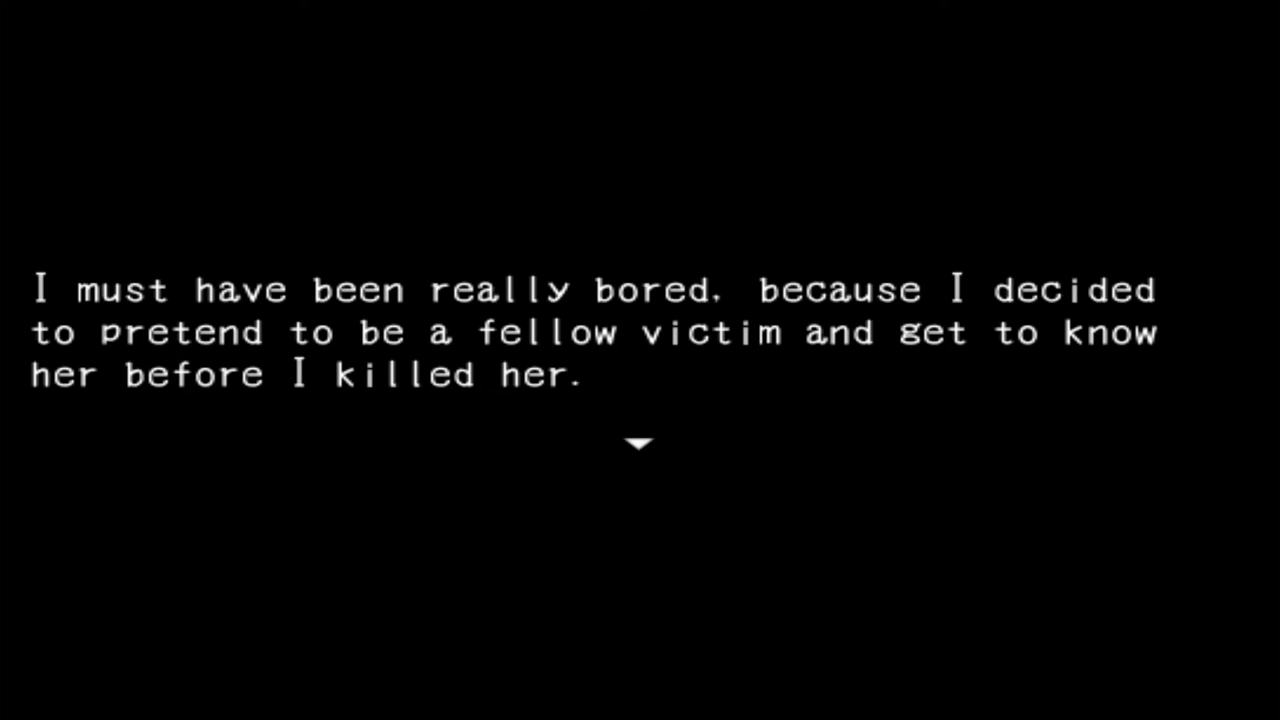 I must have been really bored, because I decided
to pretend to be a fellow victim and get to know
her before I killed her.